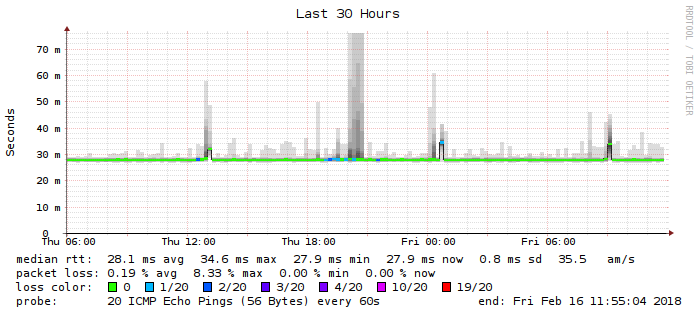 Last 30 Hours
RRDTOOL / TOBI OETIKER
Seconds
70 m
60 m
50 m
40 m
30 m
20 m
10 m
0
Thu 06:00 Thu 12:00 Thu 18:00 Fri 00:00 Fri 06:00
median rtt: 28.1 ms avg 34.6 ms max 27.9 ms min 27.9 ms now 0.8 ms sd 35.5 am/s
packet loss: 0.19 % avg 8.33 % max 0.00 % min 0.00 % now
loss color: 0 1/20 2/20 3/20 4/20 10/20 19/20
probe: 20 ICMP Echo Pings (56 Bytes) every 60s end: Fri Feb 16 11:55:04 2018